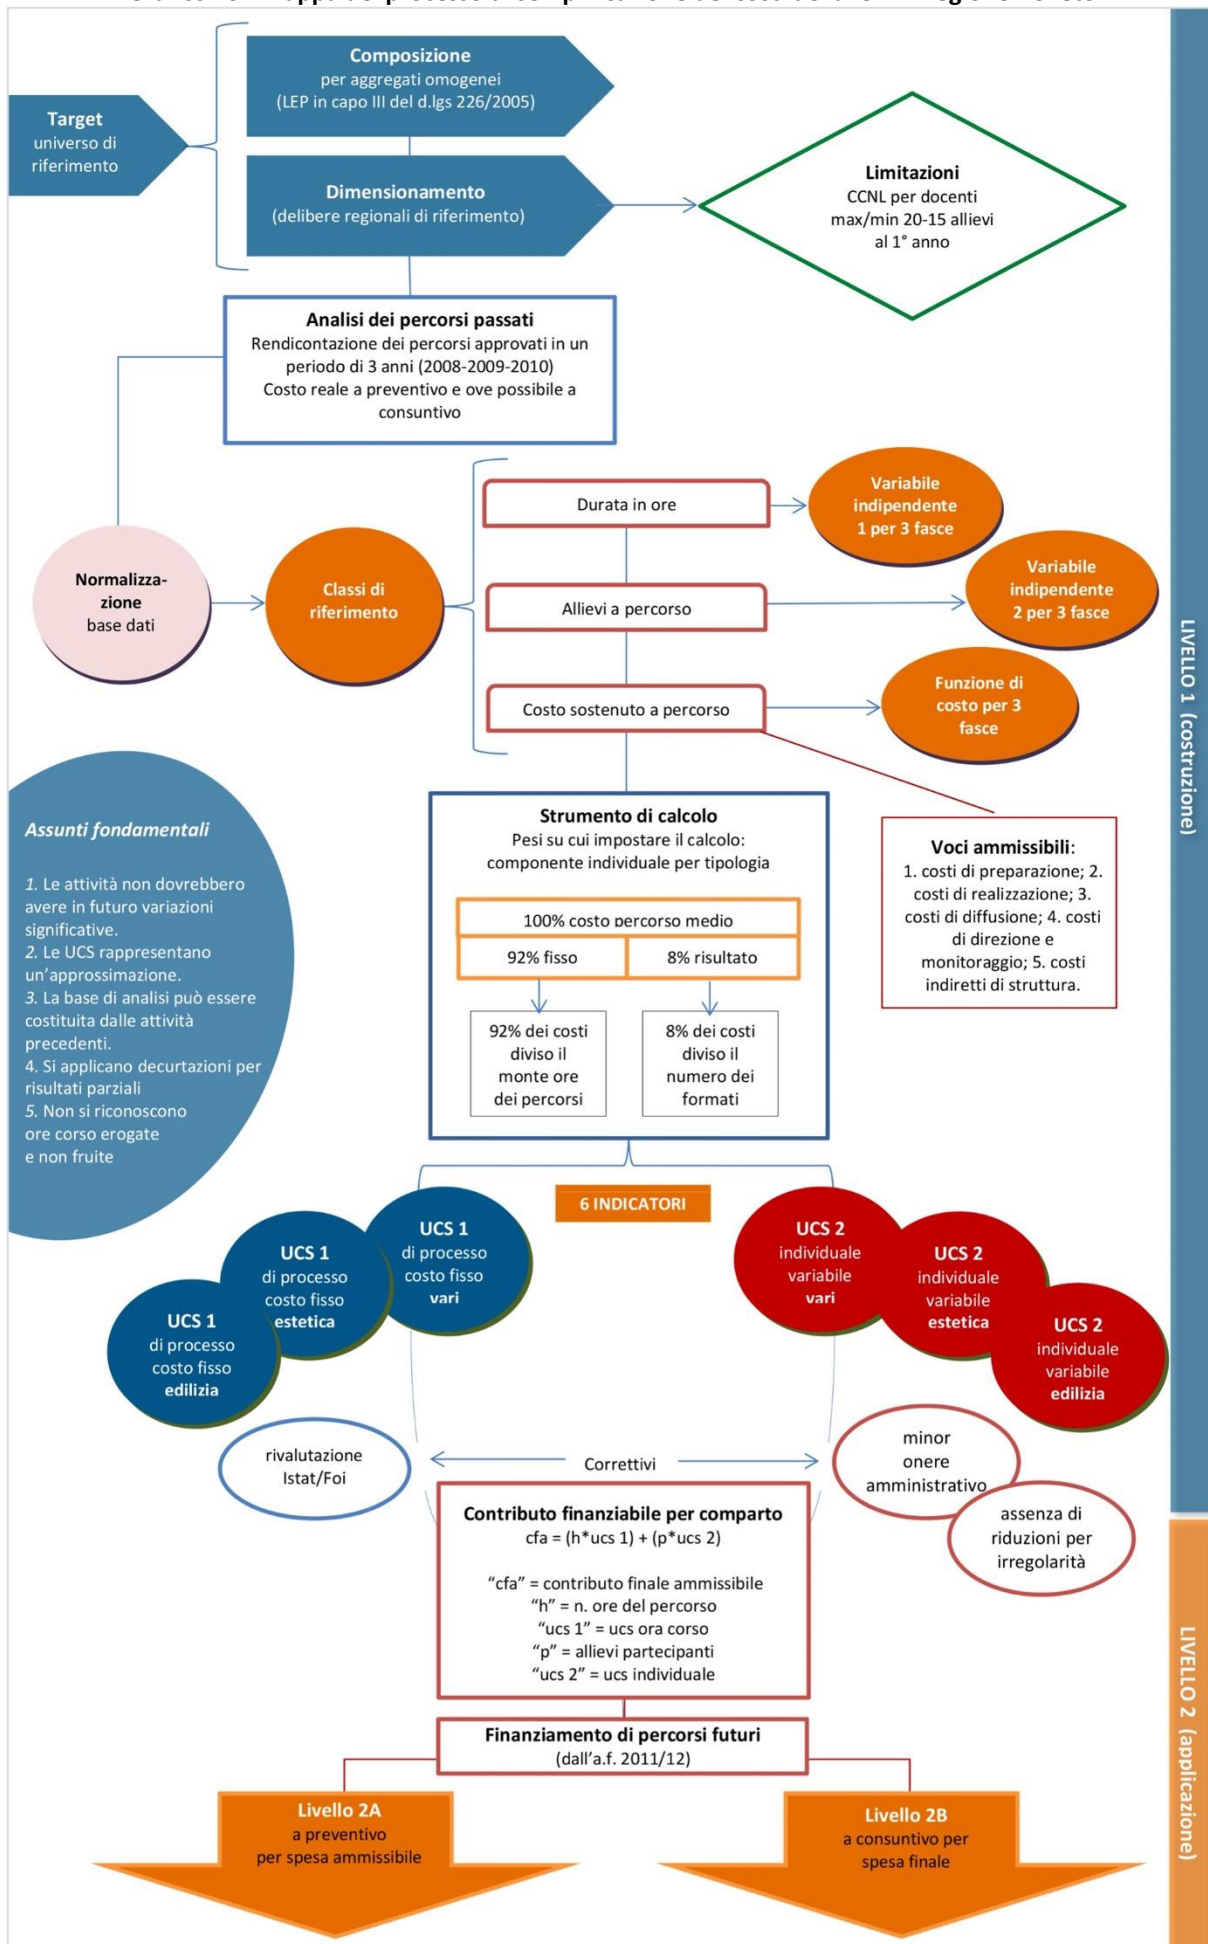 Composizione
per aggregati omogenei
(LEP in capo III del d.lgs 226/2005)
Target
universo di
riferimento
Dimensionamento
(delibere regionali di riferimento)
Limitazioni
CCNL per docenti
max/min 20-15 allievi
al 1° anno
Analisi dei percorsi passati
Rendicontazione dei percorsi approvati in un
periodo di 3 anni (2008-2009-2010)
Costo reale a preventivo e ove possibile a
consuntivo
Normalizza-
zione
base dati
Classi di
riferimento
Durata in ore
Variabile
indipendente
1 per 3 fasce
Allievi a percorso
Variabile
indipendente
2 per 3 fasce
Costo sostenuto a percorso
Funzione di
costo per 3
fasce
LIVELLO 1 (costruzione)
Assunti fondamentali
1. Le attività non dovrebbero
avere in futuro variazioni
significative.
2. Le UCS rappresentano
un'approssimazione.
3. La base di analisi può essere
costituita dalle attività
precedenti.
4. Si applicano decurtazioni per
risultati parziali
5. Non si riconoscono
ore corso erogate
e non fruite
Strumento di calcolo
Pesi su cui impostare il calcolo:
componente individuale per tipologia
100% costo percorso medio
92% fisso
8% risultato
92% dei costi
diviso il
monte ore
dei percorsi
8% dei costi
diviso il
numero dei
formati
Voci ammissibili:
1. costi di preparazione; 2.
costi di realizzazione; 3.
costi di diffusione; 4. costi
di direzione e
monitoraggio; 5. costi
indiretti di struttura.
6 INDICATORI
UCS 1
di processo
costo fisso
vari
UCS 1
di processo
costo fisso
estetica
UCS 1
di processo
costo fisso
edilizia
UCS 2
individuale
variabile
vari
UCS 2
individuale
variabile
estetica
UCS 2
individuale
variabile
edilizia
rivalutazione
Istat/Foi
Correttivi
minor
onere
amministrativo
assenza di
riduzioni per
irregolarità
Contributo finanziabile per comparto
cfa = (h*ucs 1) + (p*ucs 2)
“cfa” = contributo finale ammissibile
“h” = n. ore del percorso
“ucs 1” = ucs ora corso
“p” = allievi partecipanti
“ucs 2” = ucs individuale
Finanziamento di percorsi futuri
(dall'a.f. 2011/12)
Livello 2A
a preventivo
per spesa ammissibile
Livello 2B
a consuntivo per
spesa finale
LIVELLO 2 (applicazione)